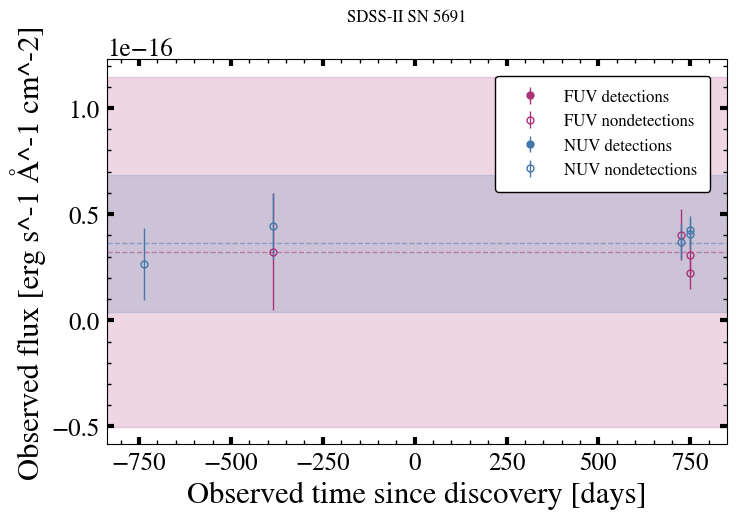 SDSS-II SN 5691
1e−16
Observed flux [erg s^-1 Å^-1 cm^-2]
1.0
0.5
0.0
−0.5
FUV detections
FUV nondetections
NUV detections
NUV nondetections
−750 −500 −250 0 250 500 750
Observed time since discovery [days]